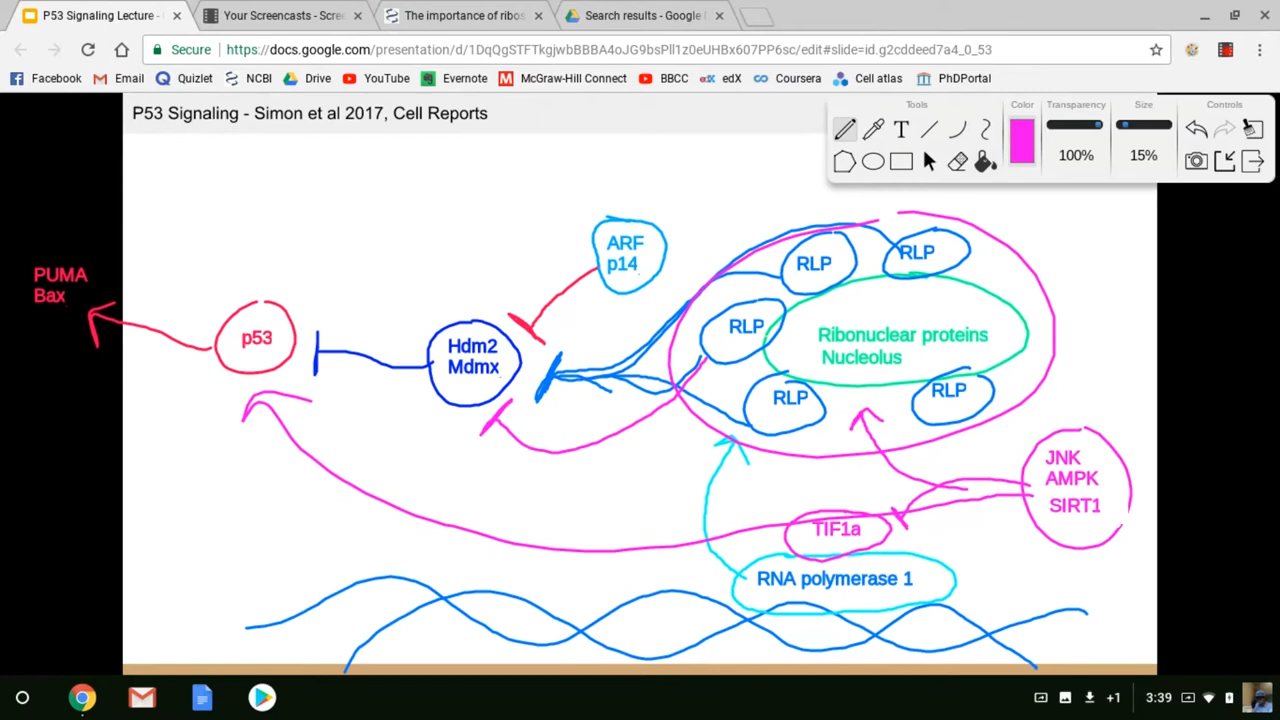 P53 Signaling Lecture -
Your Screencasts - Scre
The importance of ribos
Search results - Google
Secure
https://docs.google.com/presentation/d/1DqQgSTFTkgjwbBBBA4oJG9bsPll1z0eUHBx607PP6sc/edit#slide=id.g2cddeed7a4_0_53
Facebook
Email
Quizlet
NCBI
Drive
YouTube
Evernote
McGraw-Hill Connect
BBCC
edX
Coursera
Cell atlas
PhDPortal
P53 Signaling - Simon et al 2017, Cell Reports
Tools
Color
Transparency
Size
Controls
T
100%
15%
ARF
p14
RLP
RLP
PUMA
Bax
RLP
Ribonuclear proteins
Nucleolus
p53
Hdm2
Mdmx
RLP
RLP
JNK
AMPK
SIRT1
TIF1a
RNA polymerase 1
+1
3:39